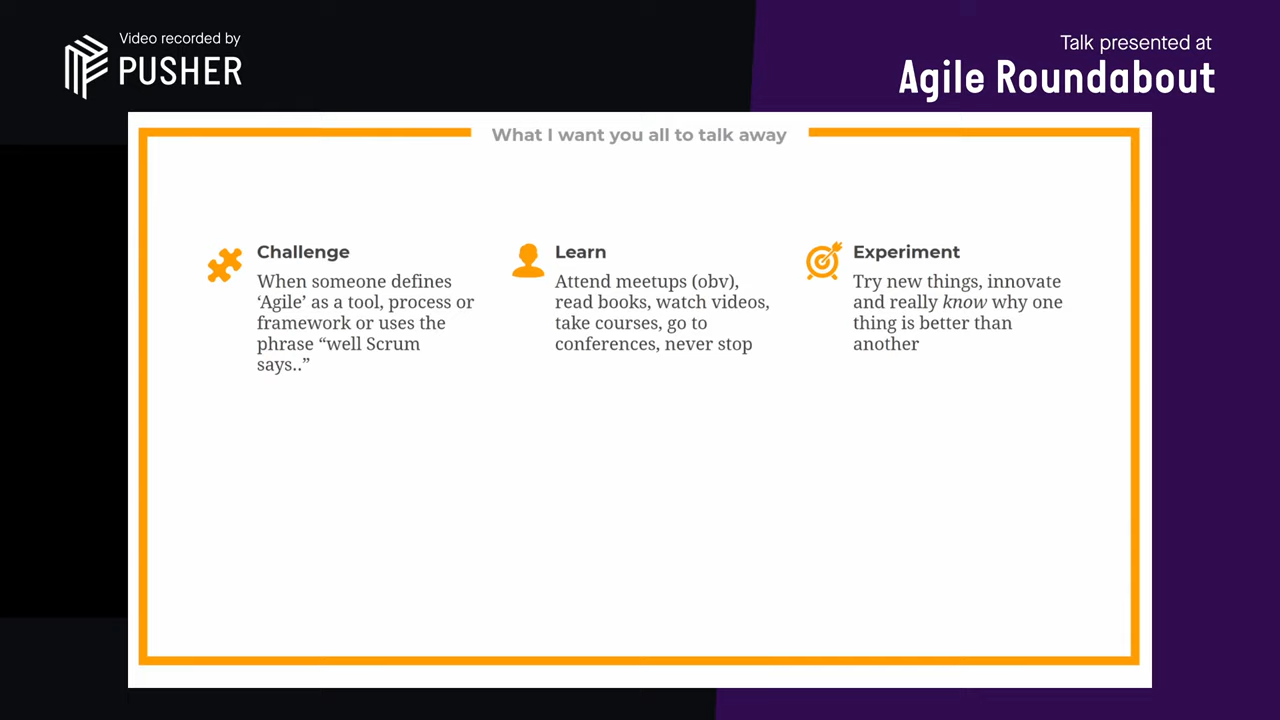 Video recorded by
PUSHER
Talk presented at
Agile Roundabout
What I want you all to talk away
Challenge
When someone defines
‘Agile’ as a tool, process or
framework or uses the
phrase “well Scrum
says..”
Learn
Attend meetups (obv),
read books, watch videos,
take courses, go to
conferences, never stop
Experiment
Try new things, innovate
and really know why one
thing is better than
another